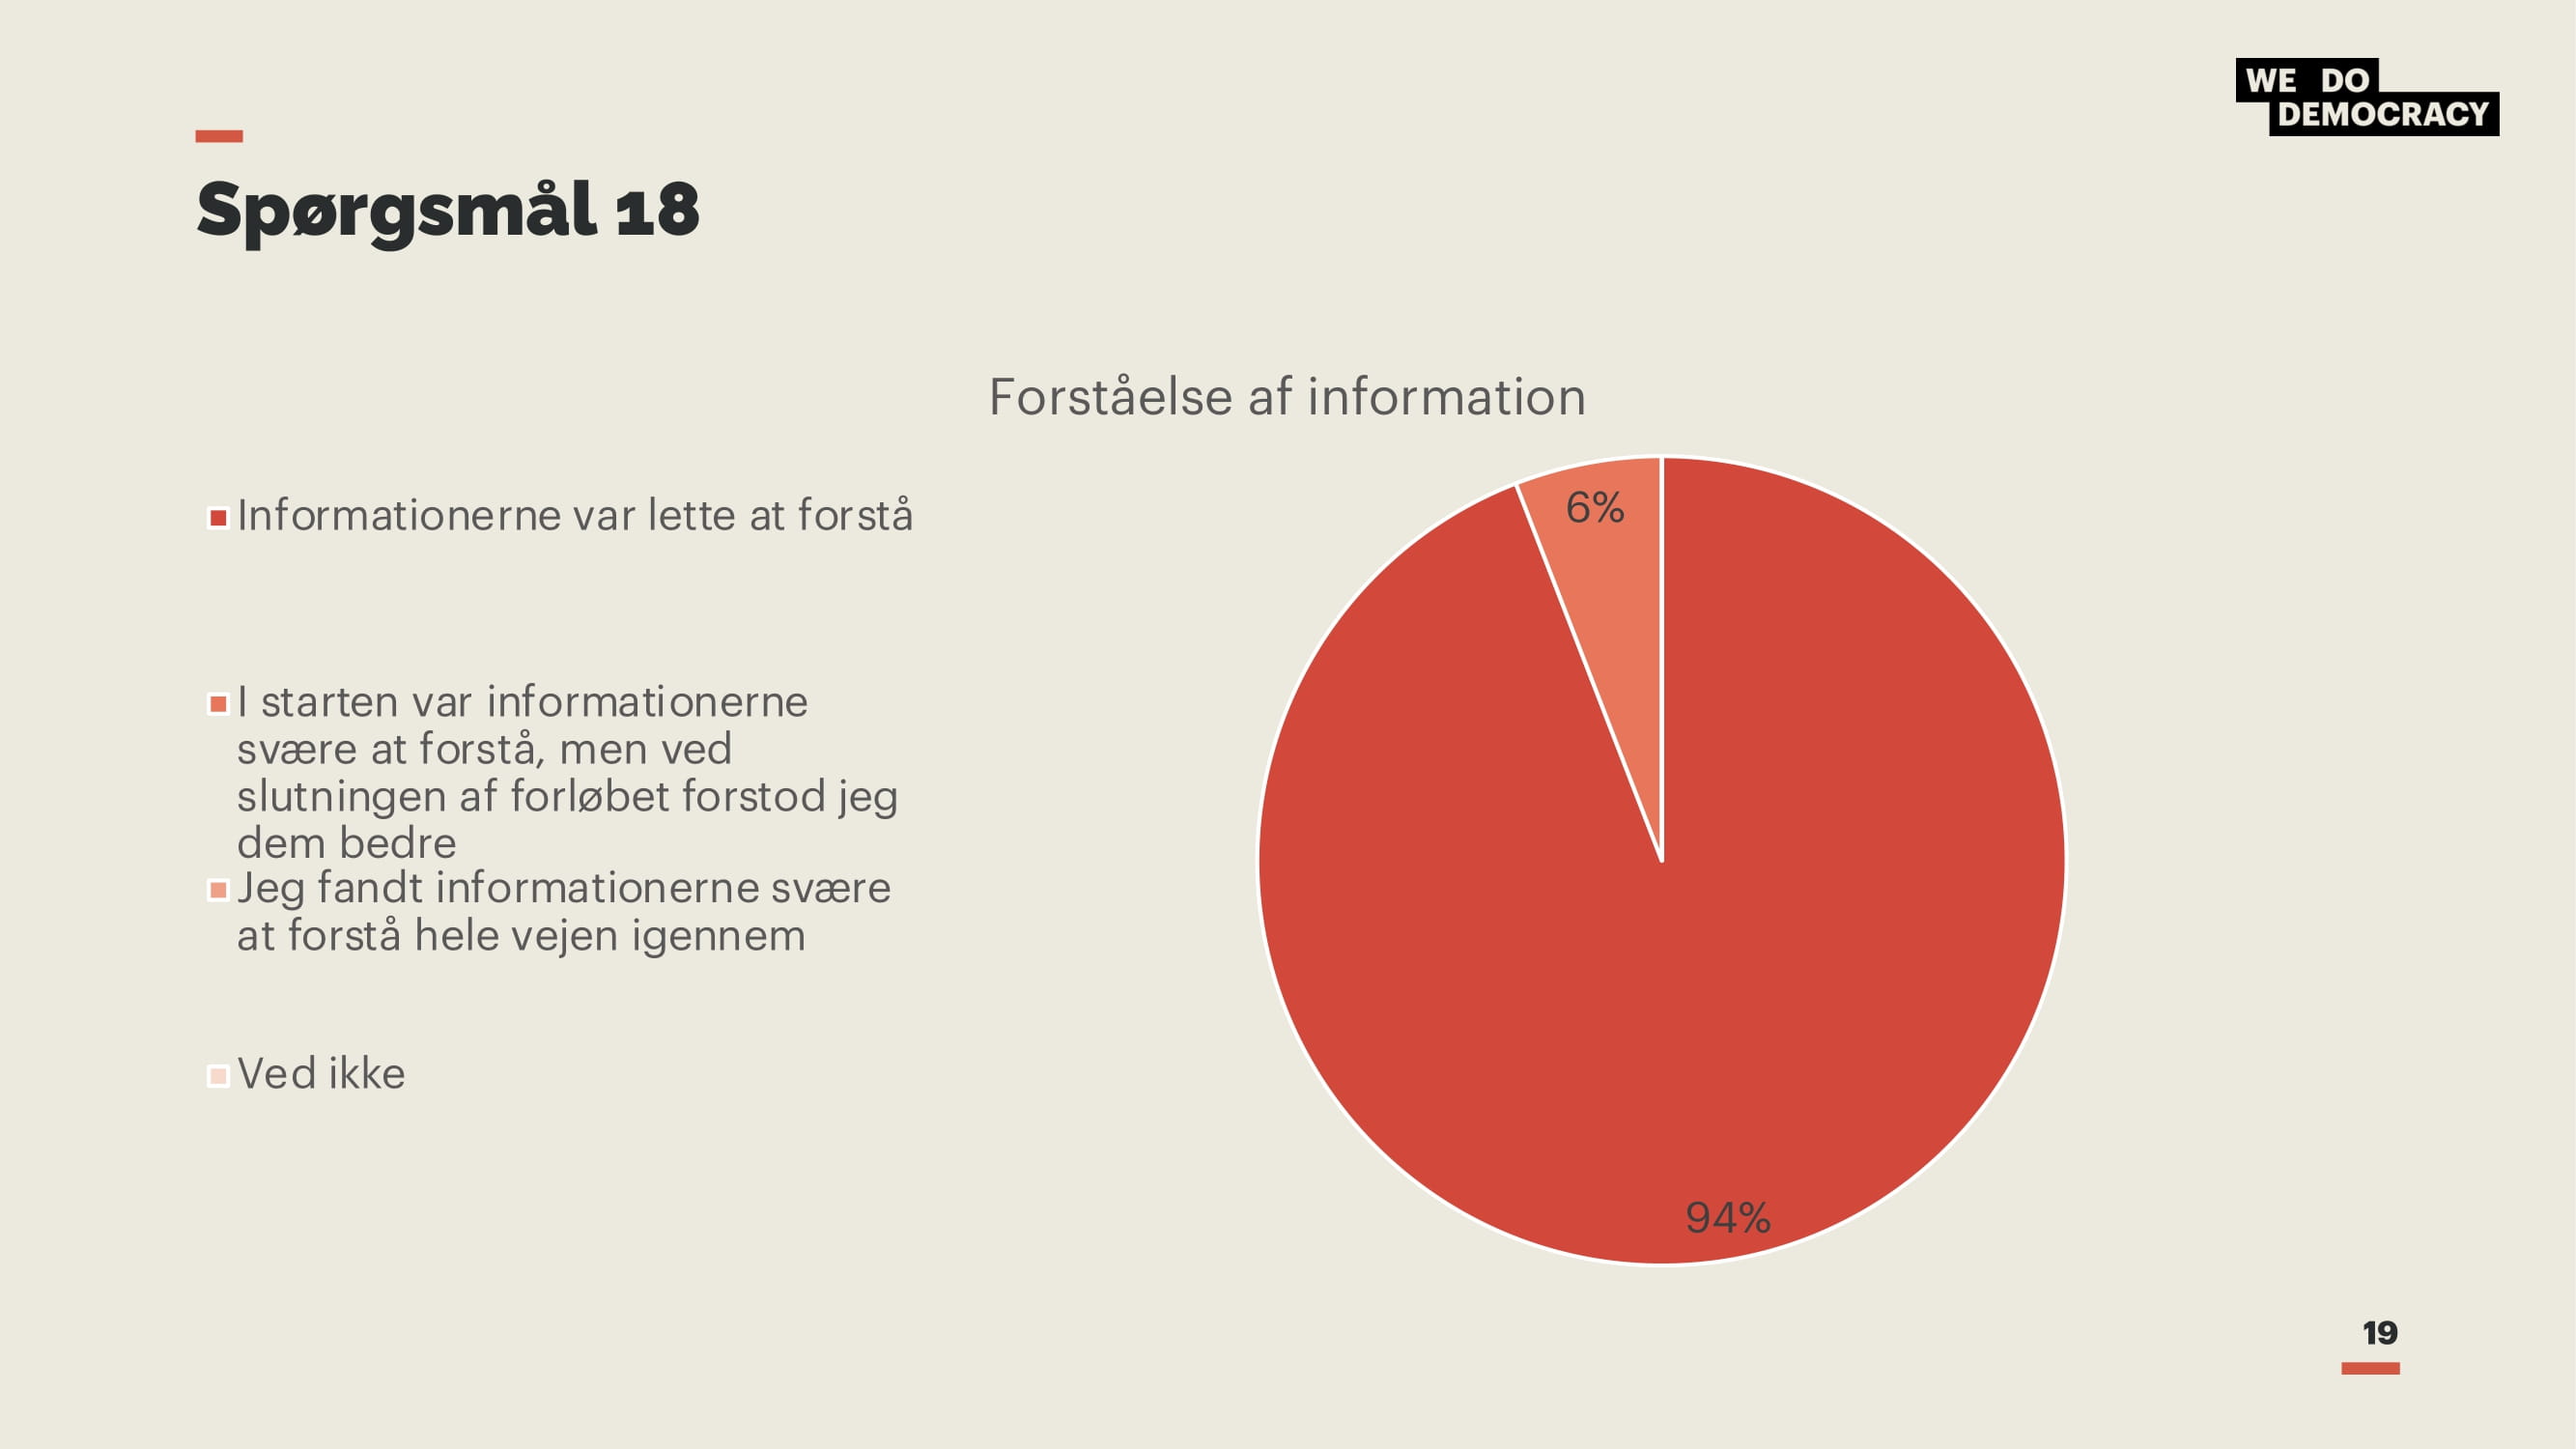 WE DO
DEMOCRACY
Spørgsmål 18
Forståelse af information
Informationerne var lette at forstå
I starten var informationerne
svære at forstå, men ved
slutningen af forløbet forstod jeg
dem bedre
Jeg fandt informationerne svære
at forstå hele vejen igennem
Ved ikke
6%
94%
19